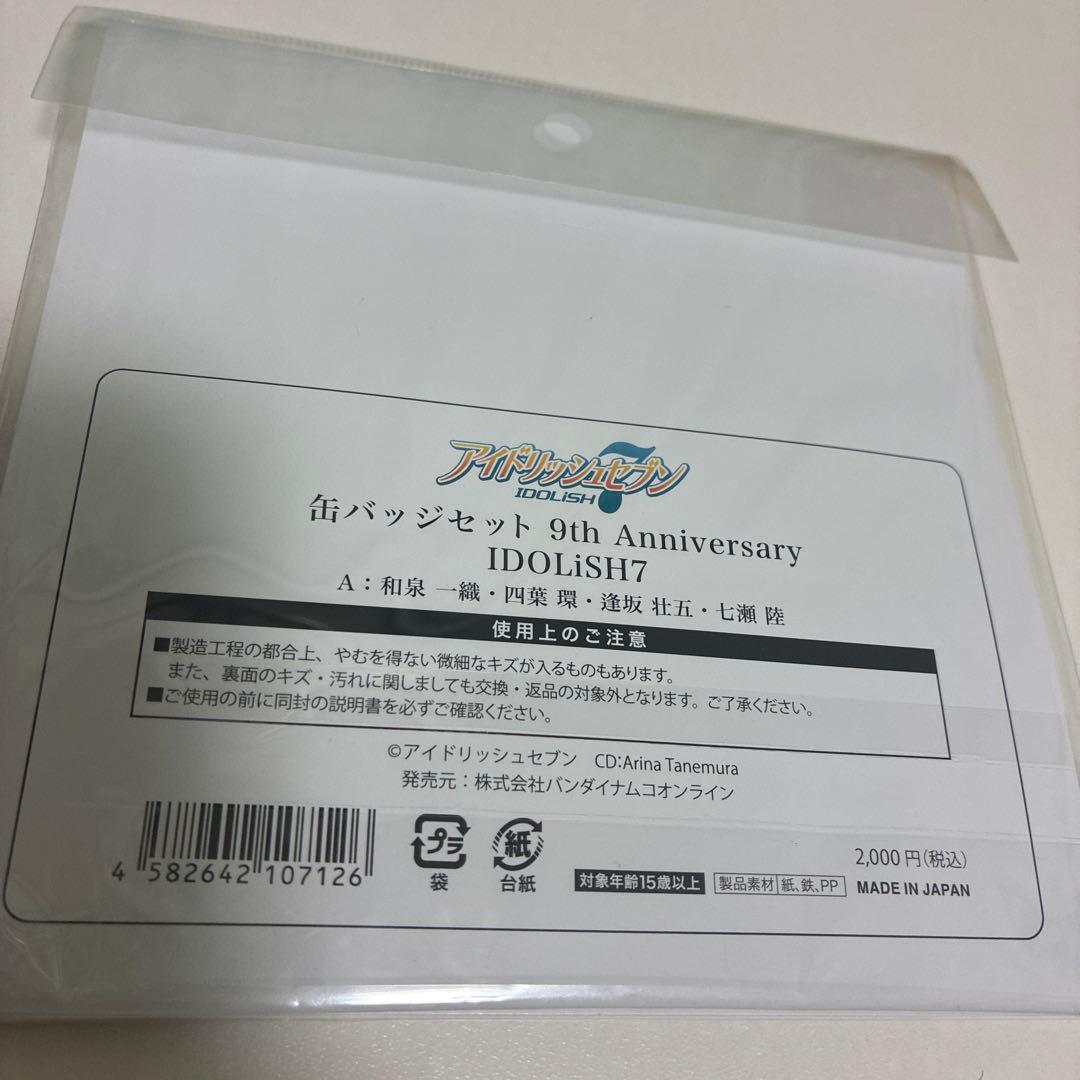 アイドリッシュセブン
IDOLiSH 7
缶バッジセット 9th Anniversary
IDOLiSH7
A：和泉 一織・四葉 環・逢坂 壮五・七瀬 陸
使用上のご注意
■製造工程の都合上、やむを得ない微細なキズが入るものもあります。
また、裏面のキズ・汚れに関しましても交換・返品の対象外となります。ご了承ください。
■ご使用の前に同封の説明書を必ずご確認ください。
©アイドリッシュセブン CD:Arina Tanemura
発売元：株式会社バンダイナムコオンライン
4 582642 107126
プラ
袋
紙
台紙
対象年齢15歳以上
製品素材 紙、鉄、PP
2,000円(税込)
MADE IN JAPAN